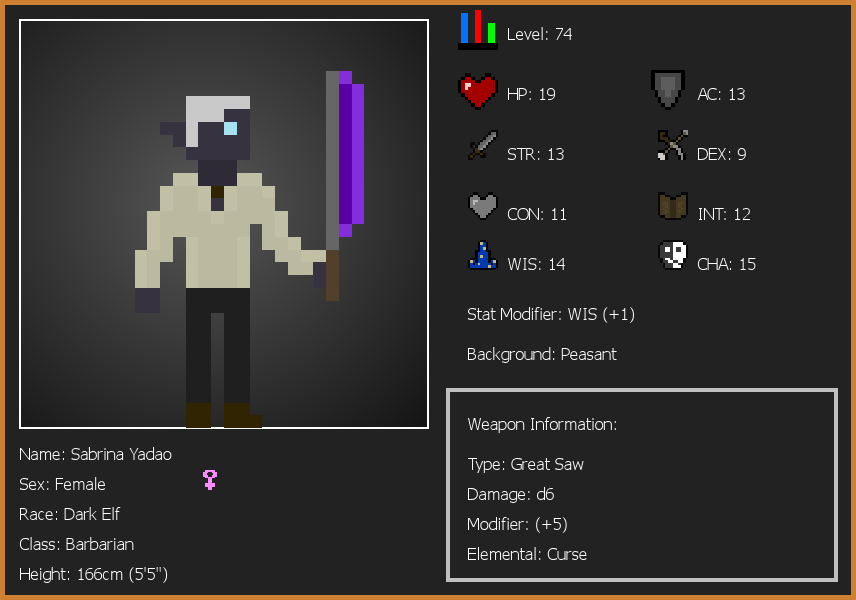 Level: 74
HP: 19
AC: 13
STR: 13
DEX: 9
CON: 11
INT: 12
WIS: 14
CHA: 15
Stat Modifier: WIS (+1)
Background: Peasant
Weapon Information:
Type: Great Saw
Damage: d6
Modifier: (+5)
Elemental: Curse
Name: Sabrina Yadao
Sex: Female
Race: Dark Elf
Class: Barbarian
Height: 166cm (5'5")